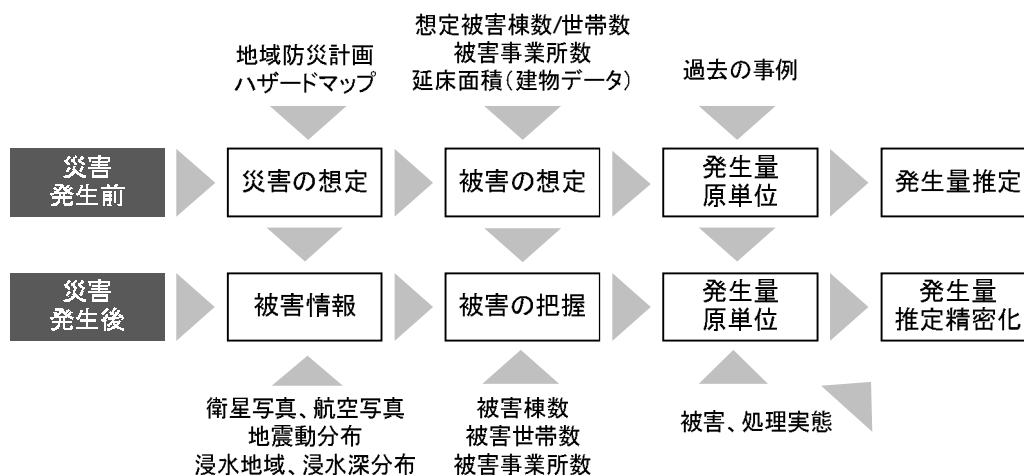 地域防災計画
ハザードマップ
想定被害棟数/世帯数
被害事業所数
延床面積(建物データ)
過去の事例
災害
発生前
災害の想定
被害の想定
発生量
原単位
発生量推定
災害
発生後
被害情報
被害の把握
発生量
原単位
発生量
推定精密化
衛星写真、航空写真
地震動分布
浸水地域、浸水深分布
被害棟数
被害世帯数
被害事業所数
被害、処理実態